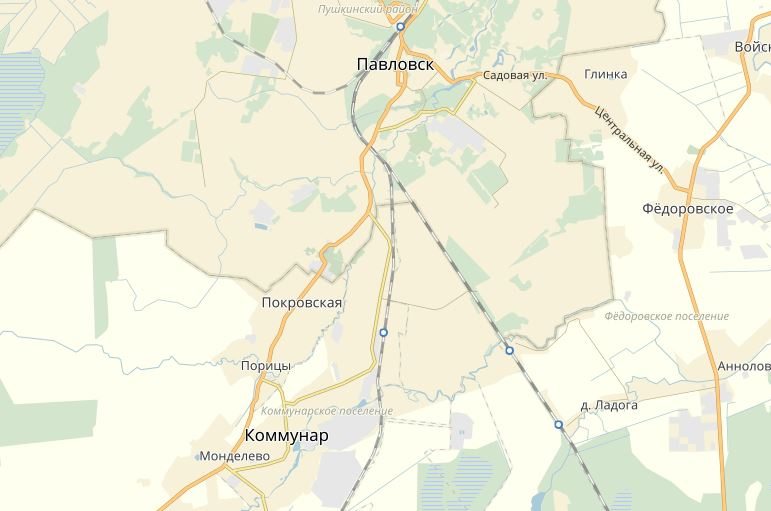 Пушкинский район
Войск
Павловск
Садовая ул.
Глинка
Центральная ул.
Фёдоровское
Покровская
Фёдоровское поселение
Порицы
Аннолов
д. Ладога
Коммунарское поселение
Коммунар
Монделево